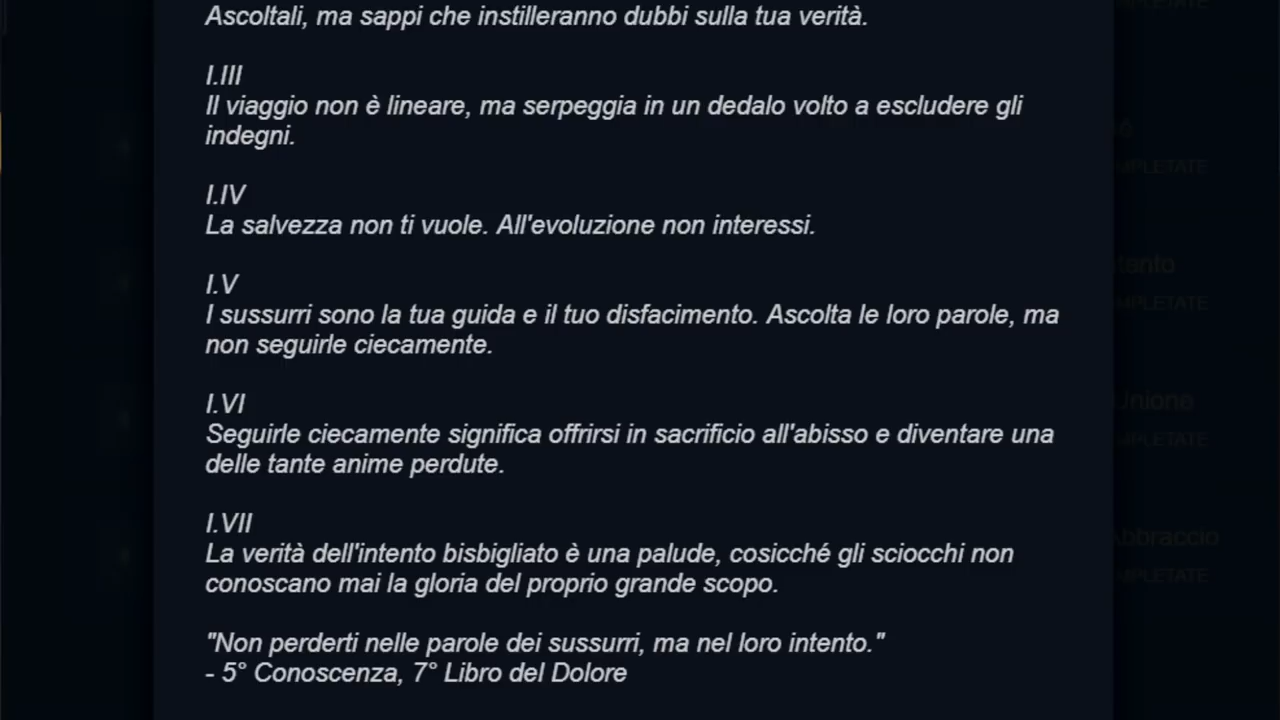 Ascoltali, ma sappi che instilleranno dubbi sulla tua verità.
I.III
Il viaggio non è lineare, ma serpeggia in un dedalo volto a escludere gli
indegni.
I.IV
La salvezza non ti vuole. All'evoluzione non interessi.
I.V
I sussurri sono la tua guida e il tuo disfacimento. Ascolta le loro parole, ma
non seguirle ciecamente.
I.VI
Seguirle ciecamente significa offrirsi in sacrificio all'abisso e diventare una
delle tante anime perdute.
I.VII
La verità dell'intento bisbigliato è una palude, cosicché gli sciocchi non
conoscano mai la gloria del proprio grande scopo.
"Non perderti nelle parole dei sussurri, ma nel loro intento."
- 5° Conoscenza, 7° Libro del Dolore